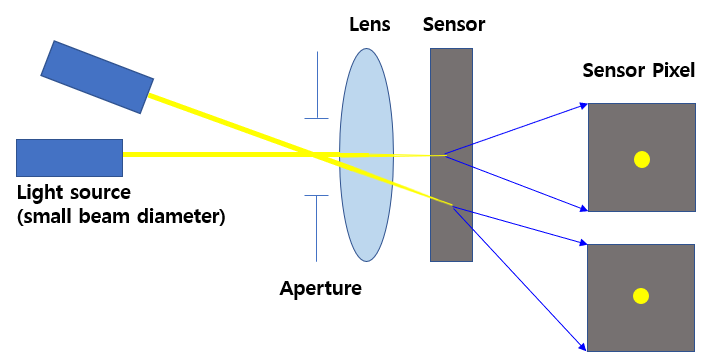 Lens
Sensor
Sensor Pixel
Light source
(small beam diameter)
Aperture